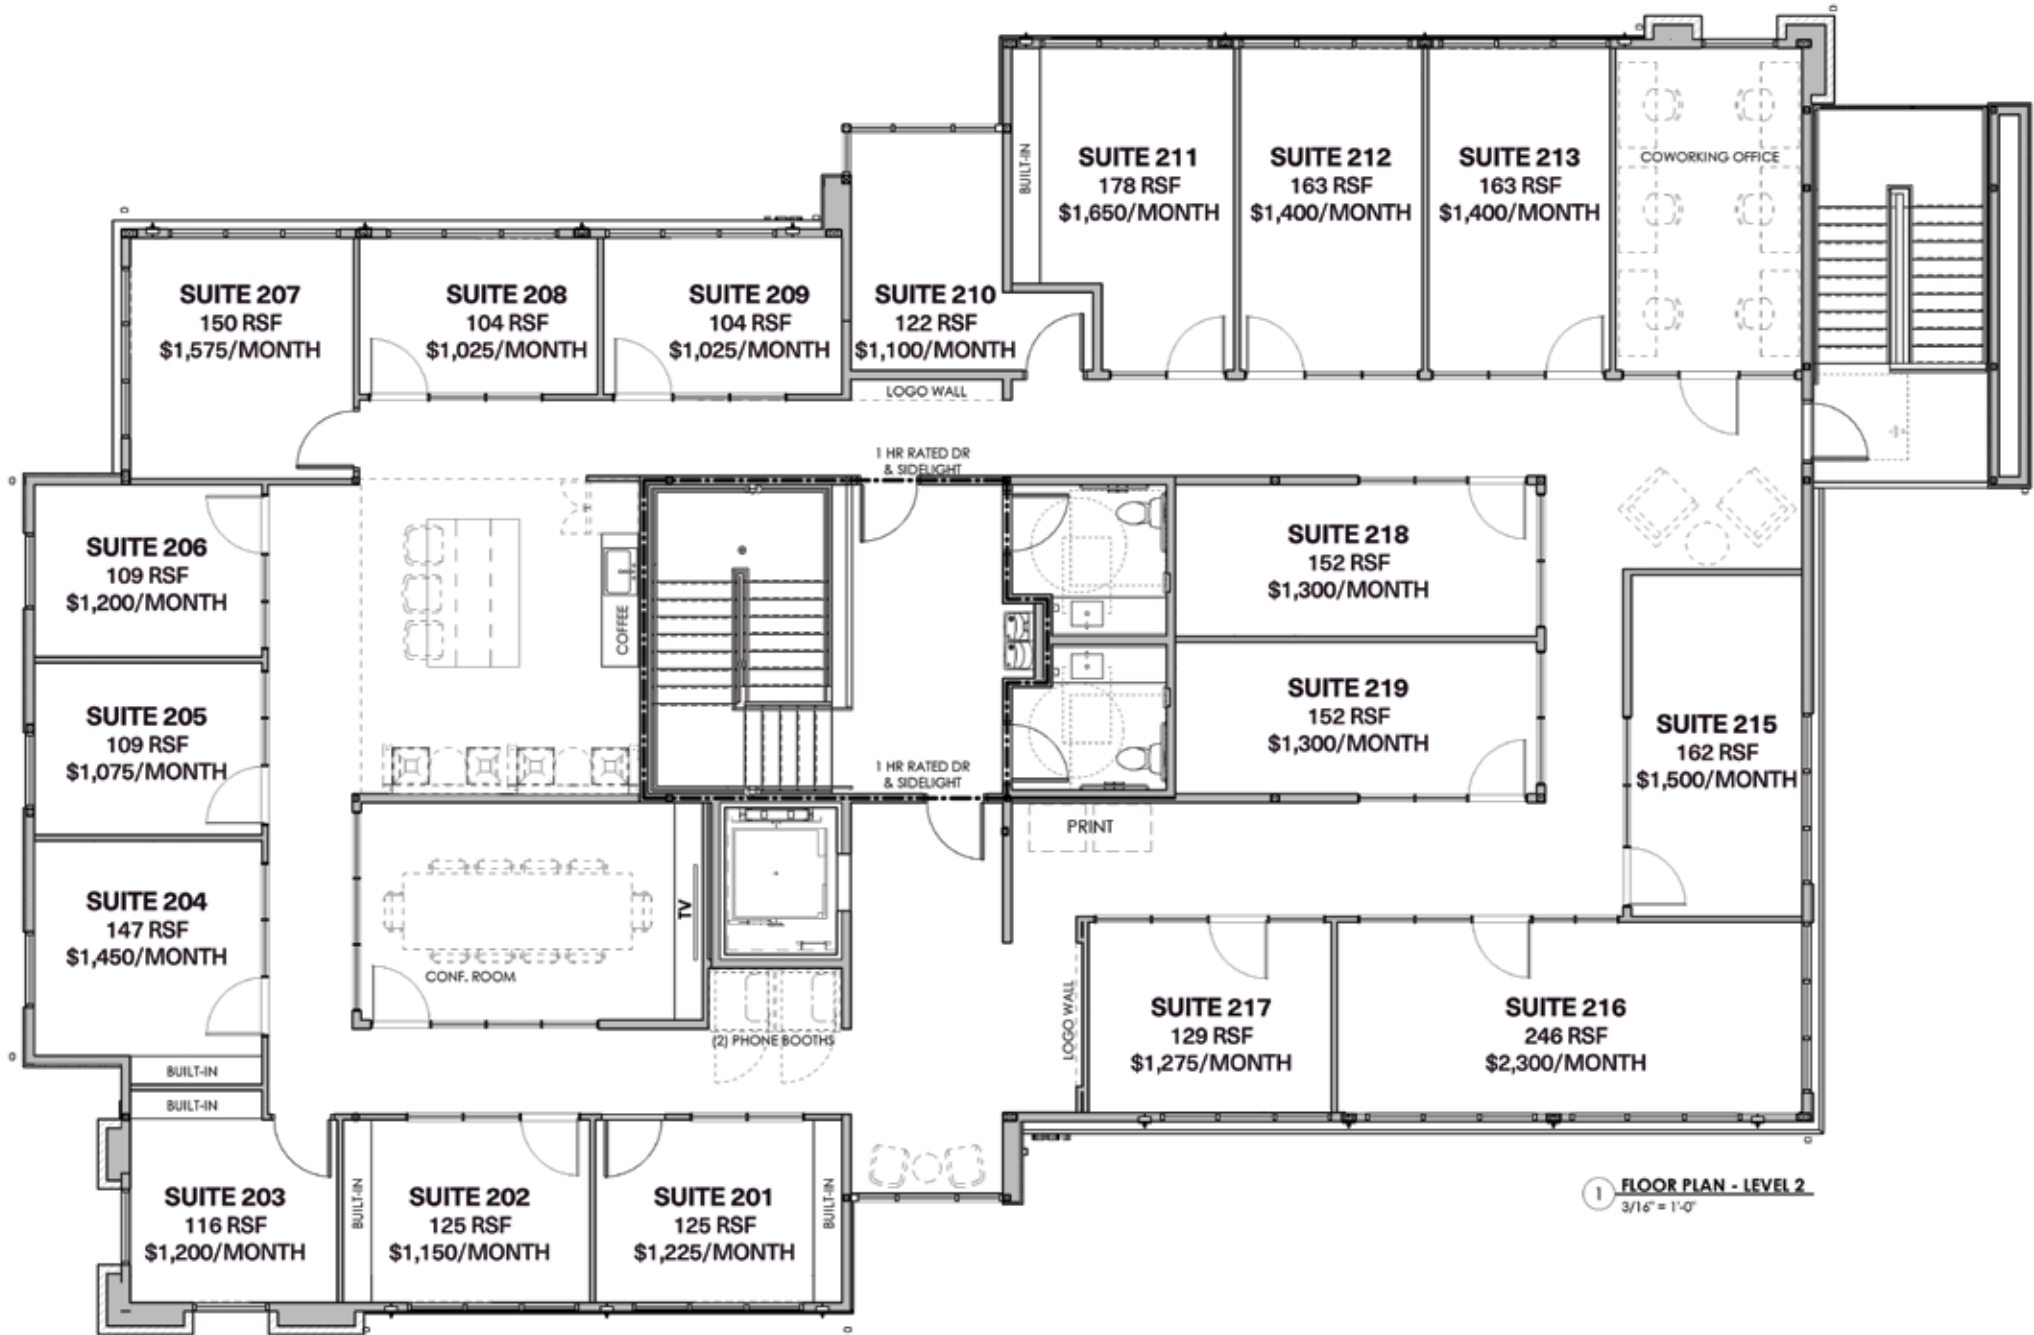 SUITE 211
178 RSF
$1,650/MONTH
SUITE 212
163 RSF
$1,400/MONTH
SUITE 213
163 RSF
$1,400/MONTH
COWORKING OFFICE
BUILT-IN
SUITE 207
150 RSF
$1,575/MONTH
SUITE 208
104 RSF
$1,025/MONTH
SUITE 209
104 RSF
$1,025/MONTH
SUITE 210
122 RSF
$1,100/MONTH
LOGO WALL
1 HR RATED DR
& SIDELIGHT
SUITE 206
109 RSF
$1,200/MONTH
COFFEE
SUITE 218
152 RSF
$1,300/MONTH
SUITE 205
109 RSF
$1,075/MONTH
1 HR RATED DR
& SIDELIGHT
SUITE 219
152 RSF
$1,300/MONTH
SUITE 215
162 RSF
$1,500/MONTH
PRINT
SUITE 204
147 RSF
$1,450/MONTH
TV
CONF. ROOM
(2) PHONE BOOTHS
LOGO WALL
SUITE 217
129 RSF
$1,275/MONTH
SUITE 216
246 RSF
$2,300/MONTH
BUILT-IN
BUILT-IN
SUITE 203
116 RSF
$1,200/MONTH
BUILT-IN
SUITE 202
125 RSF
$1,150/MONTH
SUITE 201
125 RSF
$1,225/MONTH
BUILT-IN
1
FLOOR PLAN - LEVEL 2
3/16" = 1'-0"